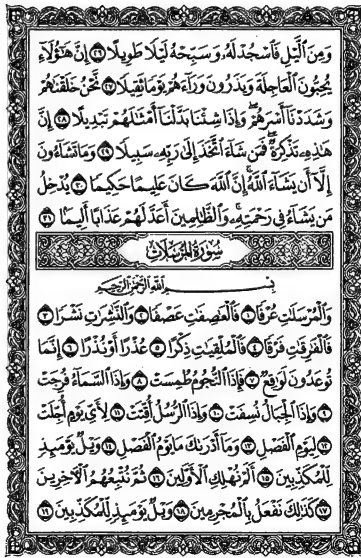 وَمِنَ ٱلَّيْلِ فَٱسْجُدْ لَهُۥ وَسَبِّحْهُ لَيْلًا طَوِيلًا ٢٦ إِنَّ هَٰٓؤُلَآءِ
يُحِبُّونَ ٱلْعَاجِلَةَ وَيَذَرُونَ وَرَآءَهُمْ يَوْمًا ثَقِيلًا ٢٧ نَّحْنُ خَلَقْنَٰهُمْ
وَشَدَدْنَآ أَسْرَهُمْ ۖ وَإِذَا شِئْنَا بَدَّلْنَآ أَمْثَٰلَهُمْ تَبْدِيلًا ٢٨ إِنَّ
هَٰذِهِۦ تَذْكِرَةٌ ۖ فَمَن شَآءَ ٱتَّخَذَ إِلَىٰ رَبِّهِۦ سَبِيلًا ٢٩ وَمَا تَشَآءُونَ
إِلَّآ أَن يَشَآءَ ٱللَّهُ ۚ إِنَّ ٱللَّهَ كَانَ عَلِيمًا حَكِيمًا ٣٠ يُدْخِلُ
مَن يَشَآءُ فِى رَحْمَتِهِۦ ۚ وَٱلظَّٰلِمِينَ أَعَدَّ لَهُمْ عَذَابًا أَلِيمًۢا ٣١
سُورَةُ المُرْسَلَاتِ
بِسْمِ ٱللَّهِ ٱلرَّحْمَٰنِ ٱلرَّحِيمِ
وَٱلْمُرْسَلَٰتِ عُرْفًا ١ فَٱلْعَٰصِفَٰتِ عَصْفًا ٢ وَٱلنَّٰشِرَٰتِ نَشْرًا ٣
فَٱلْفَٰرِقَٰتِ فَرْقًا ٤ فَٱلْمُلْقِيَٰتِ ذِكْرًا ٥ عُذْرًا أَوْ نُذْرًا ٦ إِنَّمَا
تُوعَدُونَ لَوَٰقِعٌ ٧ فَإِذَا ٱلنُّجُومُ طُمِسَتْ ٨ وَإِذَا ٱلسَّمَآءُ فُرِجَتْ
٩ وَإِذَا ٱلْجِبَالُ نُسِفَتْ ١٠ وَإِذَا ٱلرُّسُلُ أُقِّتَتْ ١١ لِأَىِّ يَوْمٍ أُجِّلَتْ
١٢ لِيَوْمِ ٱلْفَصْلِ ١٣ وَمَآ أَدْرَىٰكَ مَا يَوْمُ ٱلْفَصْلِ ١٤ وَيْلٌ يَوْمَئِذٍ
لِّلْمُكَذِّبِينَ ١٥ أَلَمْ نُهْلِكِ ٱلْأَوَّلِينَ ١٦ ثُمَّ نُتْبِعُهُمُ ٱلْءَاخِرِينَ
١٧ كَذَٰلِكَ نَفْعَلُ بِٱلْمُجْرِمِينَ ١٨ وَيْلٌ يَوْمَئِذٍ لِّلْمُكَذِّبِينَ ١٩